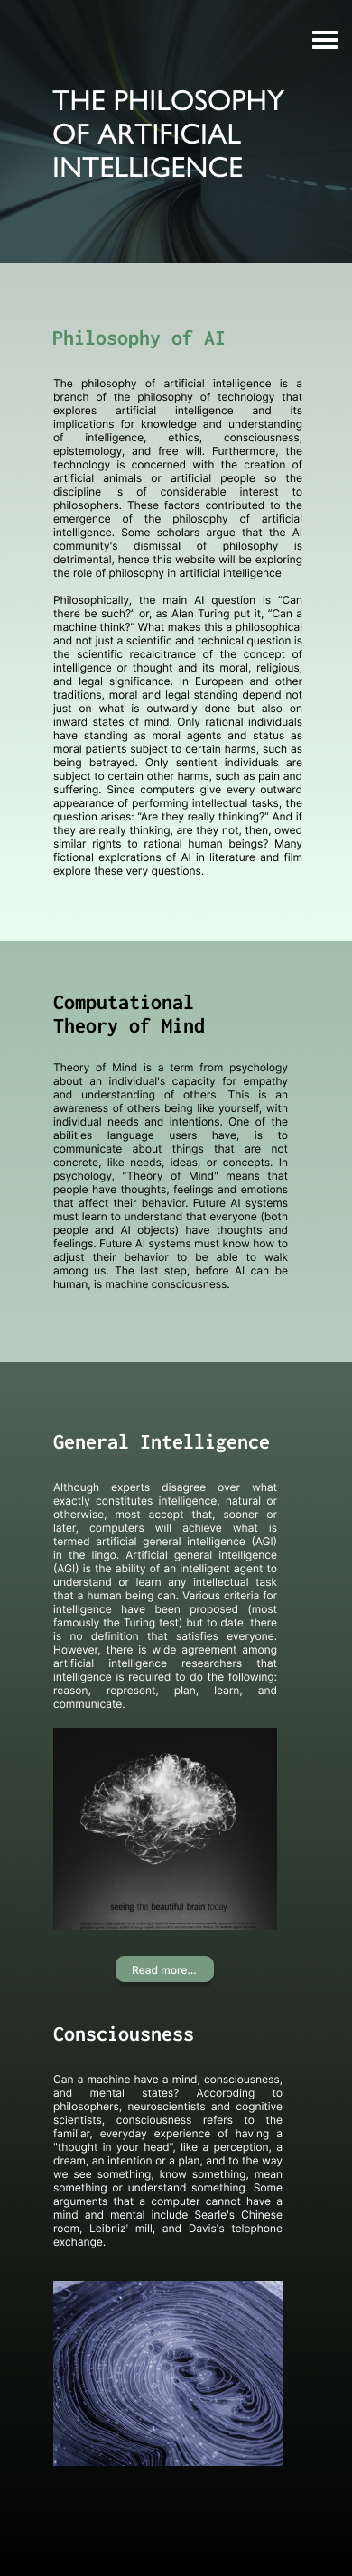 THE PHILOSOPHY
OF ARTIFICIAL
INTELLIGENCE
Philosophy of AI
The philosophy of artificial intelligence is a
branch of the philosophy of technology that
explores artificial intelligence and its
implications for knowledge and understanding
of intelligence, ethics, consciousness,
epistemology, and free will. Furthermore, the
technology is concerned with the creation of
artificial animals or artificial people so the
discipline is of considerable interest to
philosophers. These factors contributed to the
emergence of the philosophy of artificial
intelligence. Some scholars argue that the AI
community's dismissal of philosophy is
detrimental, hence this website will be exploring
the role of philosophy in artificial intelligence
Philosophically, the main AI question is “Can
there be such?” or, as Alan Turing put it, “Can a
machine think?” What makes this a philosophical
and not just a scientific and technical question is
the scientific recalcitrance of the concept of
intelligence or thought and its moral, religious,
and legal significance. In European and other
traditions, moral and legal standing depend not
just on what is outwardly done but also on
inward states of mind. Only rational individuals
have standing as moral agents and status as
moral patients subject to certain harms, such as
being betrayed. Only sentient individuals are
subject to certain other harms, such as pain and
suffering. Since computers give every outward
appearance of performing intellectual tasks, the
question arises: “Are they really thinking?” And if
they are really thinking, are they not, then, owed
similar rights to rational human beings? Many
fictional explorations of AI in literature and film
explore these very questions.
Computational
Theory of Mind
Theory of Mind is a term from psychology
about an individual's capacity for empathy
and understanding of others. This is an
awareness of others being like yourself, with
individual needs and intentions. One of the
abilities language users have, is to
communicate about things that are not
concrete, like needs, ideas, or concepts. In
psychology, "Theory of Mind" means that
people have thoughts, feelings and emotions
that affect their behavior. Future AI systems
must learn to understand that everyone (both
people and AI objects) have thoughts and
feelings. Future AI systems must know how to
adjust their behavior to be able to walk
among us. The last step, before AI can be
human, is machine consciousness.
General Intelligence
Although experts disagree over what
exactly constitutes intelligence, natural or
otherwise, most accept that, sooner or
later, computers will achieve what is
termed artificial general intelligence (AGI)
in the lingo. Artificial general intelligence
(AGI) is the ability of an intelligent agent to
understand or learn any intellectual task
that a human being can. Various criteria for
intelligence have been proposed (most
famously the Turing test) but to date, there
is no definition that satisfies everyone.
However, there is wide agreement among
artificial intelligence researchers that
intelligence is required to do the following:
reason, represent, plan, learn, and
communicate.
seeing the beautiful brain today
Read more...
Consciousness
Can a machine have a mind, consciousness,
and mental states? Accoroding to
philosophers, neuroscientists and cognitive
scientists, consciousness refers to the
familiar, everyday experience of having a
"thought in your head", like a perception, a
dream, an intention or a plan, and to the way
we see something, know something, mean
something or understand something. Some
arguments that a computer cannot have a
mind and mental include Searle's Chinese
room, Leibniz' mill, and Davis's telephone
exchange.